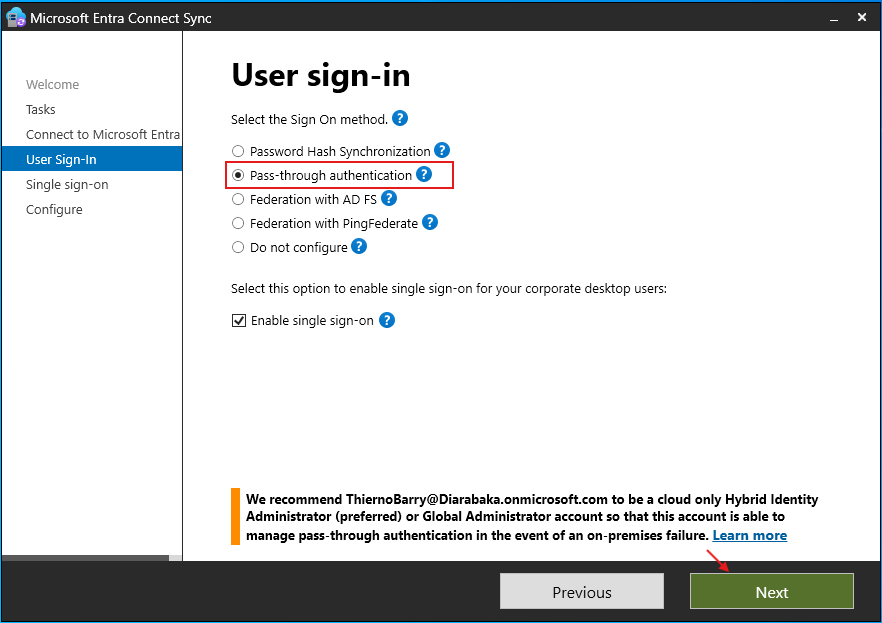 Microsoft Entra Connect Sync
Welcome
Tasks
Connect to Microsoft Entra
User Sign-In
Single sign-on
Configure
User sign-in
Select the Sign On method. ?
Password Hash Synchronization ?
Pass-through authentication ?
Federation with AD FS ?
Federation with PingFederate ?
Do not configure ?
Select this option to enable single sign-on for your corporate desktop users:
Enable single sign-on ?
We recommend ThiernoBarry@Diarabaka.onmicrosoft.com to be a cloud only Hybrid Identity
Administrator (preferred) or Global Administrator account so that this account is able to
manage pass-through authentication in the event of an on-premises failure. Learn more
Previous
Next